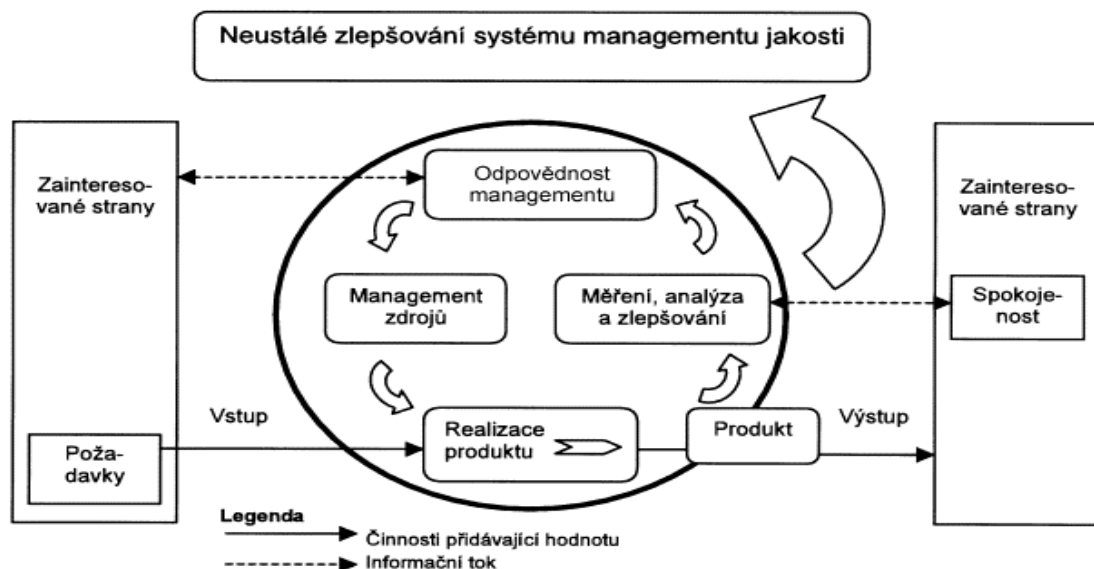 Neustálé zlepšování systému managementu jakosti
Zaintereso-
vané strany
Odpovědnost
managementu
Zaintereso-
vané strany
Management
zdrojů
Měření, analýza
a zlepšování
Spokoje-
nost
Vstup
Realizace
produktu
Produkt
Výstup
Poža-
davky
Legenda
Činnosti přidávající hodnotu
Informační tok